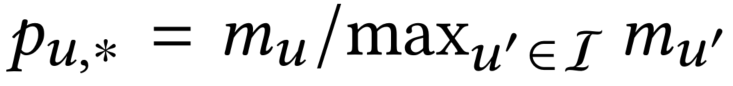 p_{u,*} = m_u / max_{u′∈ℐ} m_{u′}